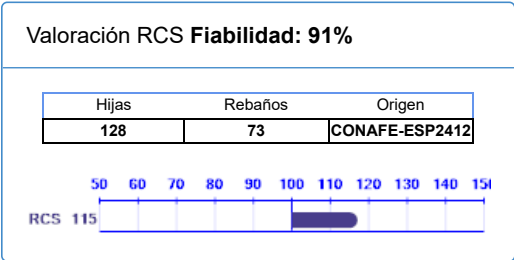 Valoración RCS Fiabilidad: 91%
Hijas Rebaños Origen
128 73 CONAFE-ESP2412
50 60 70 80 90 100 110 120 130 140 15
RCS 115